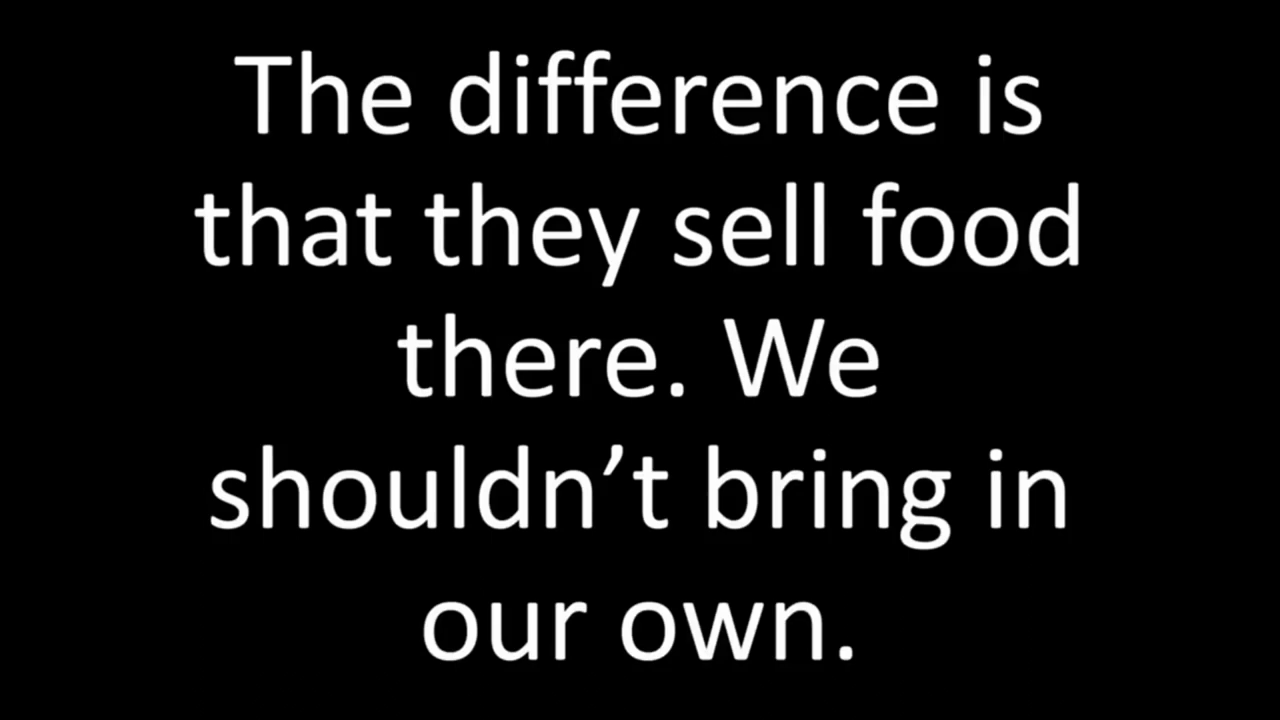 The difference is
that they sell food
there. We
shouldn’t bring in
our own.